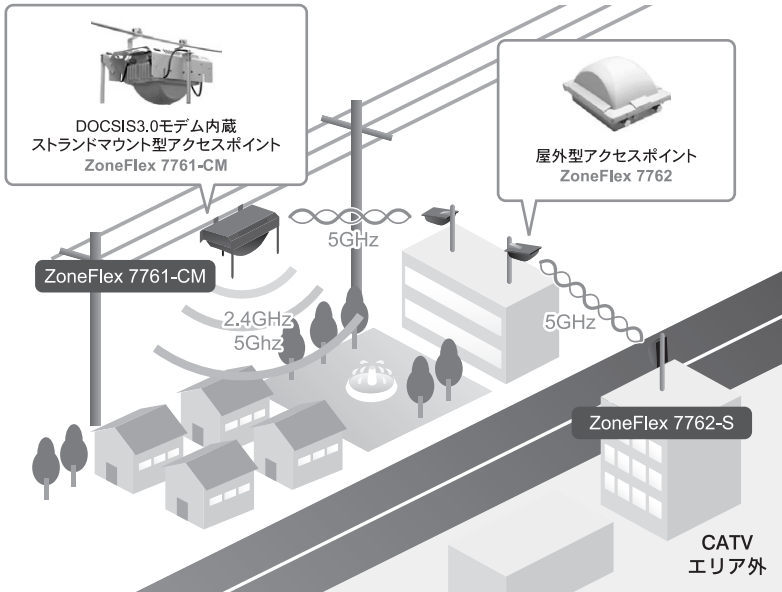 DOCSIS3.0モデム内蔵
ストランドマウント型アクセスポイント
ZoneFlex 7761-CM
屋外型アクセスポイント
ZoneFlex 7762
5GHz
ZoneFlex 7761-CM
2.4GHz
5Ghz
5GHz
ZoneFlex 7762-S
CATV
エリア外